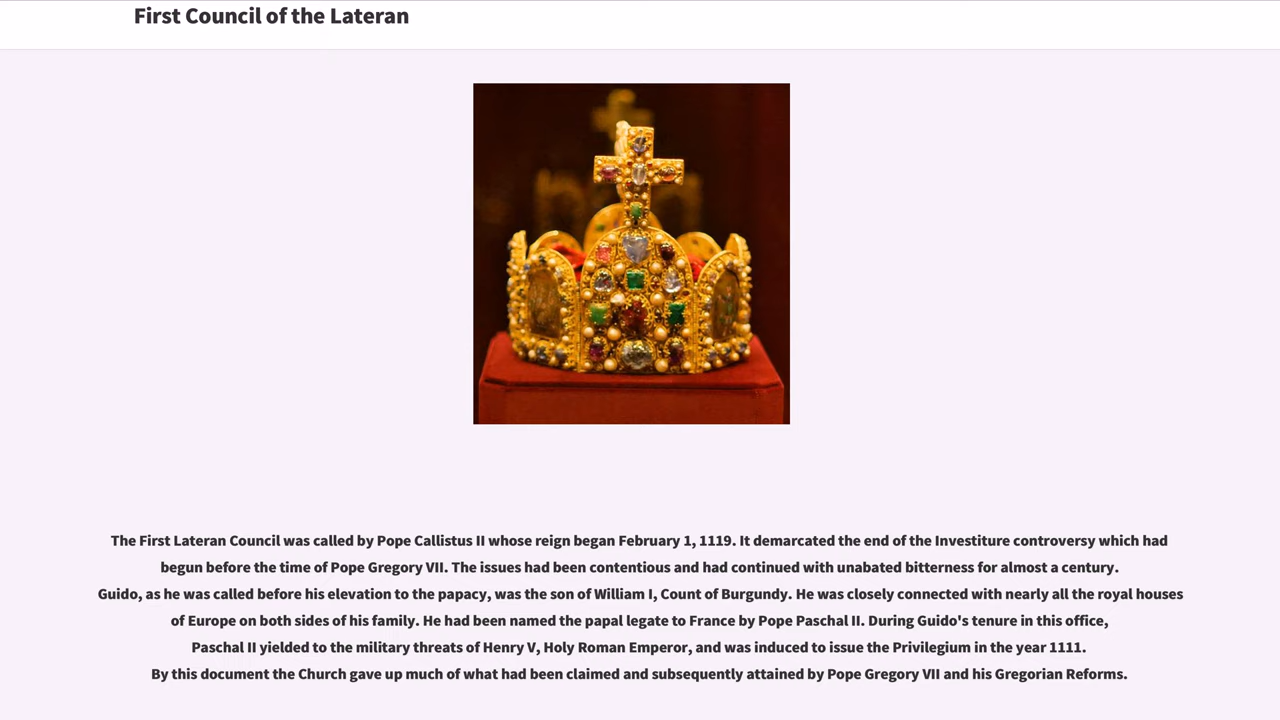 First Council of the Lateran
The First Lateran Council was called by Pope Callistus II whose reign began February 1, 1119. It demarcated the end of the Investiture controversy which had
begun before the time of Pope Gregory VII. The issues had been contentious and had continued with unabated bitterness for almost a century.
Guido, as he was called before his elevation to the papacy, was the son of William I, Count of Burgundy. He was closely connected with nearly all the royal houses
of Europe on both sides of his family. He had been named the papal legate to France by Pope Paschal II. During Guido's tenure in this office,
Paschal II yielded to the military threats of Henry V, Holy Roman Emperor, and was induced to issue the Privilegium in the year 1111.
By this document the Church gave up much of what had been claimed and subsequently attained by Pope Gregory VII and his Gregorian Reforms.